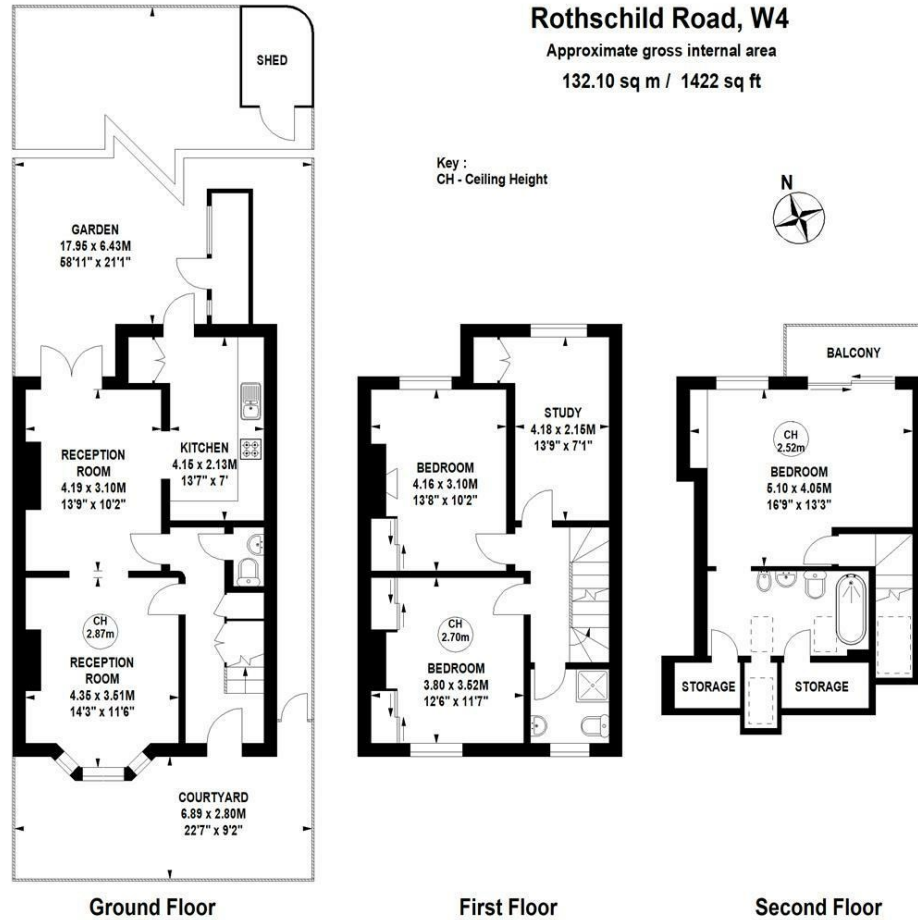 Rothschild Road, W4
Approximate gross internal area
132.10 sq m / 1422 sq ft
Key :
CH - Ceiling Height
N
SHED
GARDEN
17.95 x 6.43M
58'11" x 21'1"
RECEPTION
ROOM
4.19 x 3.10M
13'9" x 10'2"
KITCHEN
4.15 x 2.13M
13'7" x 7'
CH
2.87m
RECEPTION
ROOM
4.35 x 3.51M
14'3" x 11'6"
COURTYARD
6.89 x 2.80M
22'7" x 9'2"
Ground Floor
STUDY
4.18 x 2.15M
13'9" x 7'1"
BEDROOM
4.16 x 3.10M
13'8" x 10'2"
CH
2.70m
BEDROOM
3.80 x 3.52M
12'6" x 11'7"
First Floor
BALCONY
CH
2.52m
BEDROOM
5.10 x 4.05M
16'9" x 13'3"
STORAGE
STORAGE
Second Floor